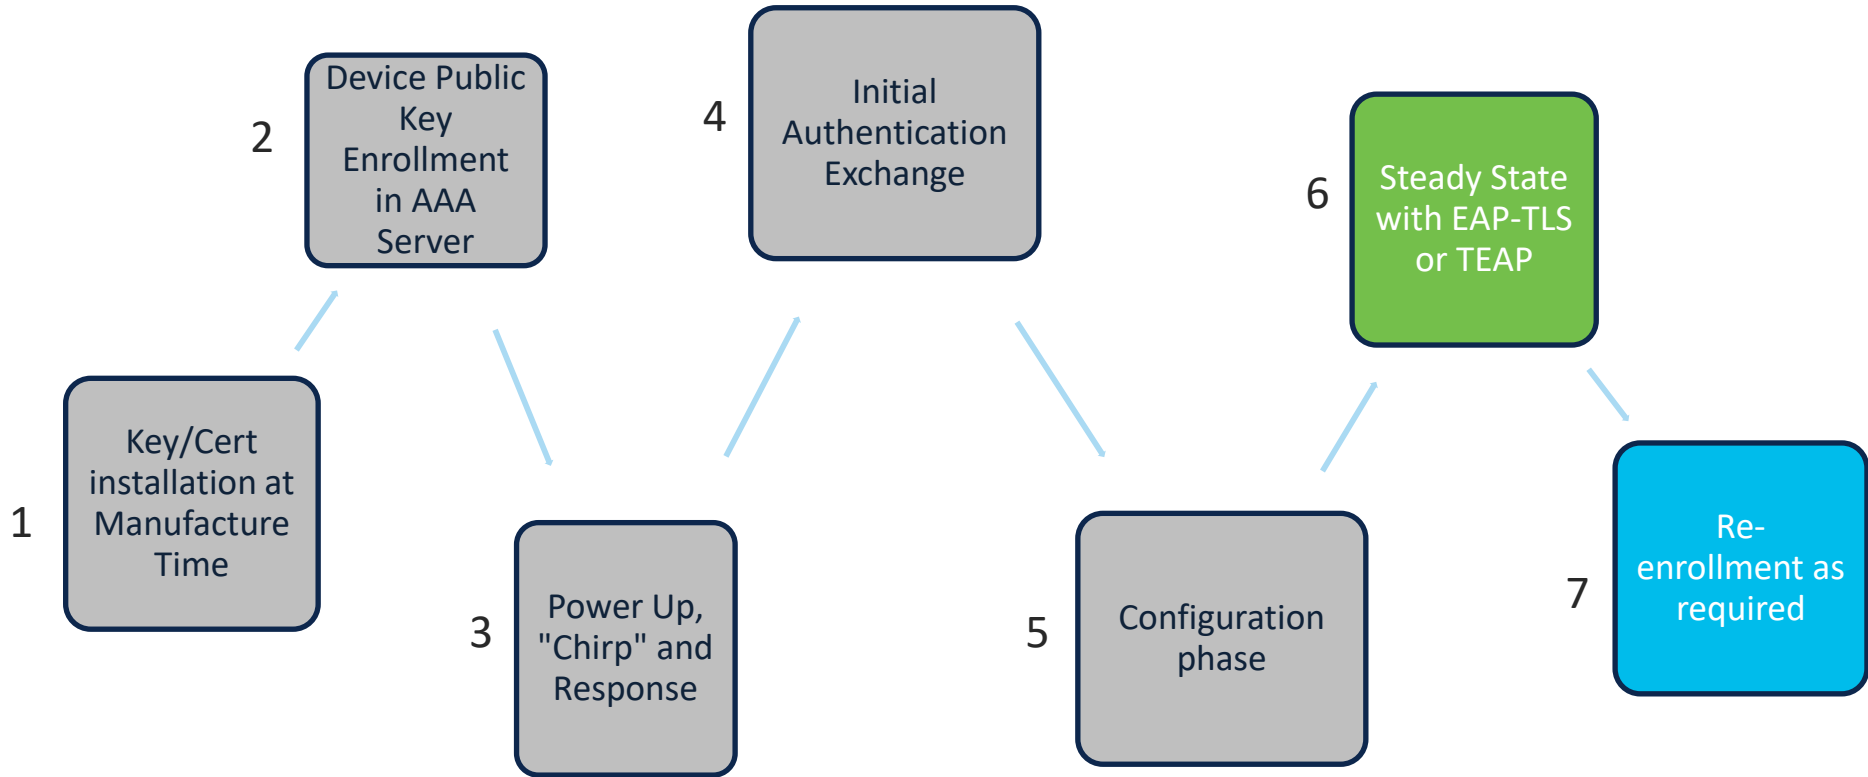 1
Key/Cert
installation at
Manufacture
Time
2
Device Public
Key
Enrollment
in AAA
Server
3
Power Up,
"Chirp" and
Response
4
Initial
Authentication
Exchange
5
Configuration
phase
6
Steady State
with EAP-TLS
or TEAP
7
Re-
enrollment as
required